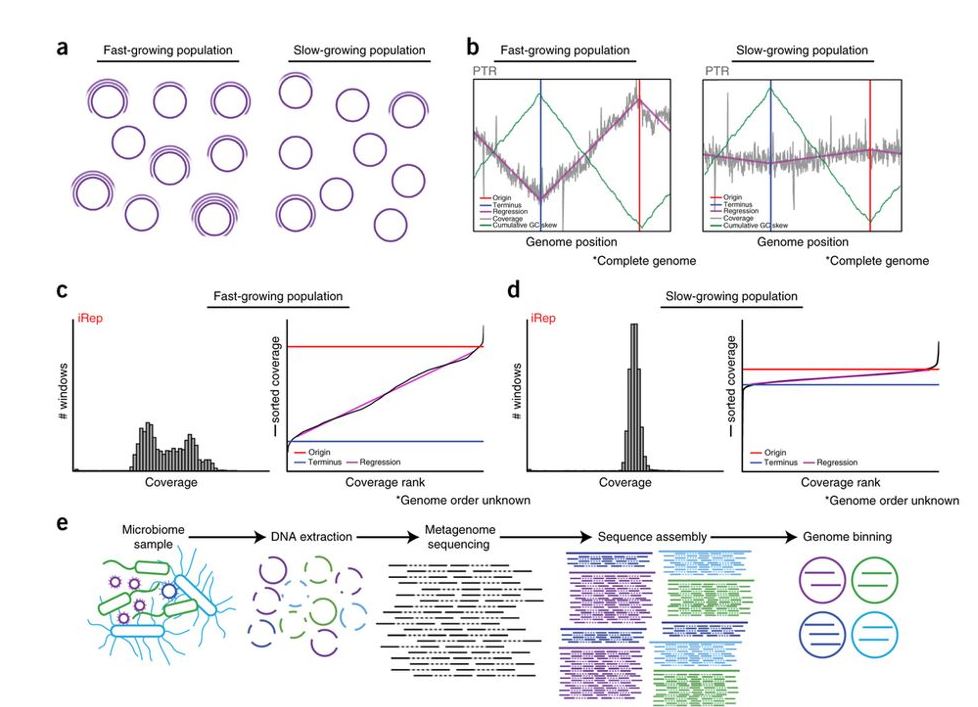 a
Fast-growing population
Slow-growing population
b
Fast-growing population
Slow-growing population
PTR
Origin
Terminus
Regression
Coverage
Cumulative GC skew
Genome position
*Complete genome
PTR
Origin
Terminus
Regression
Coverage
Cumulative GC skew
Genome position
*Complete genome
c
Fast-growing population
iRep
# windows
Coverage
sorted coverage
Origin
Terminus Regression
Coverage rank
*Genome order unknown
d
Slow-growing population
iRep
# windows
Coverage
sorted coverage
Origin
Terminus Regression
Coverage rank
*Genome order unknown
e
Microbiome
sample
DNA extraction
Metagenome
sequencing
Sequence assembly
Genome binning